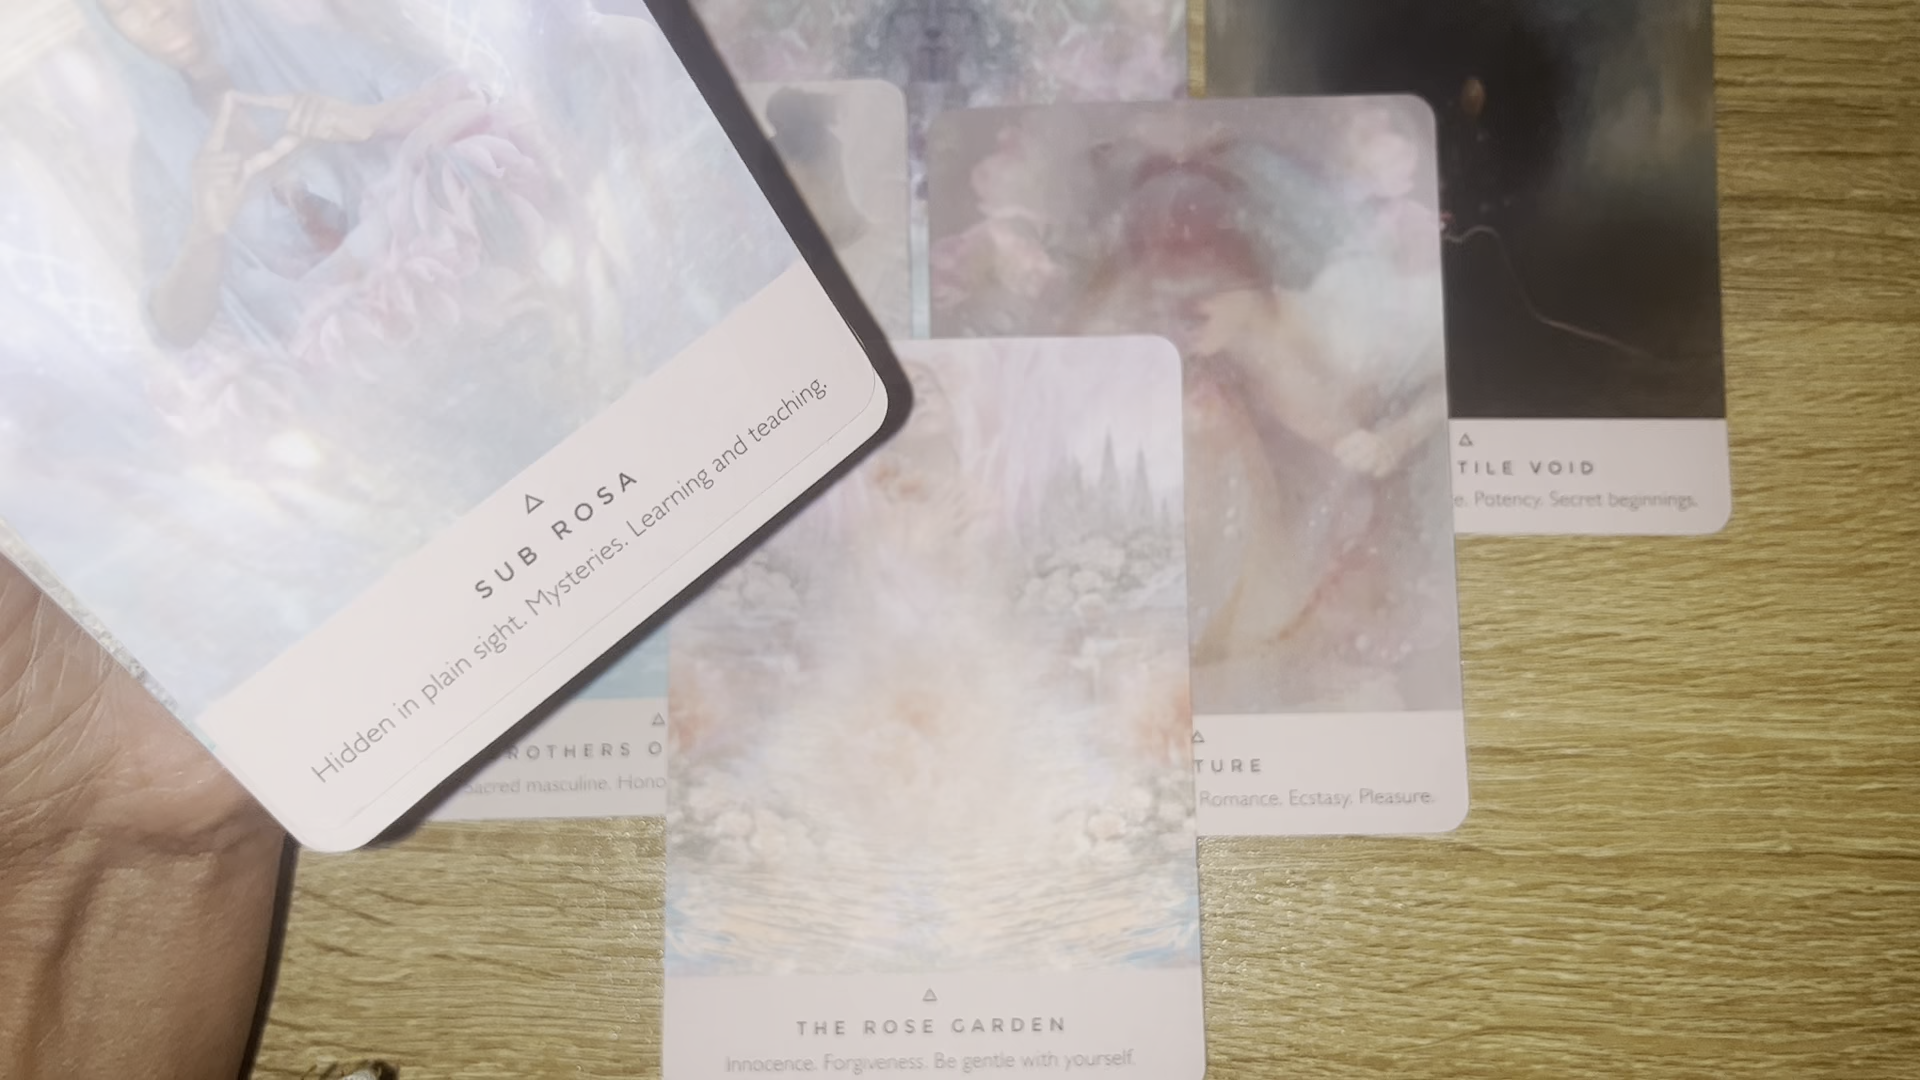 SUB ROSA
Hidden in plain sight. Mysteries. Learning and teaching.
TILE VOID
e. Potency. Secret beginnings.
ROTHERS O
Sacred masculine. Hono
TURE
Romance. Ecstasy. Pleasure.
THE ROSE GARDEN
Innocence. Forgiveness. Be gentle with yourself.